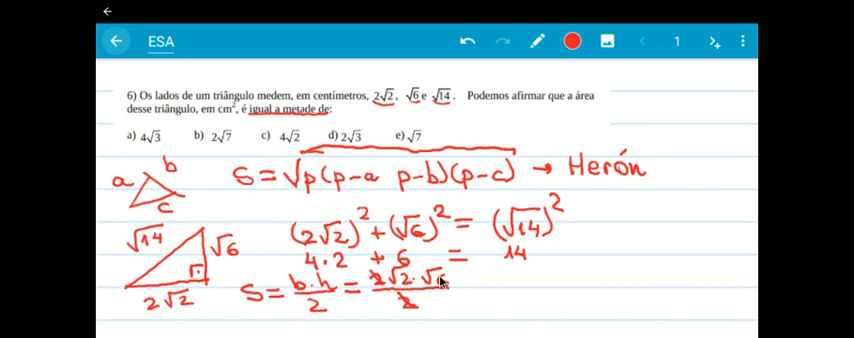 ESA
1
6) Os lados de um triângulo medem, em centímetros, 2√2, √6 e √14. Podemos afirmar que a área
desse triângulo, em cm², é igual a metade de:
a) 4√3 b) 2√7 c) 4√2 d) 2√3 e) √7
a b c
S = √p(p-a p-b)(p-c) → Herón
√14 √6 2√2
(2√2)² + (√6)² = (√14)²
4·2 + 6 = 14
S = b.h/2 = 2√2·√6/2